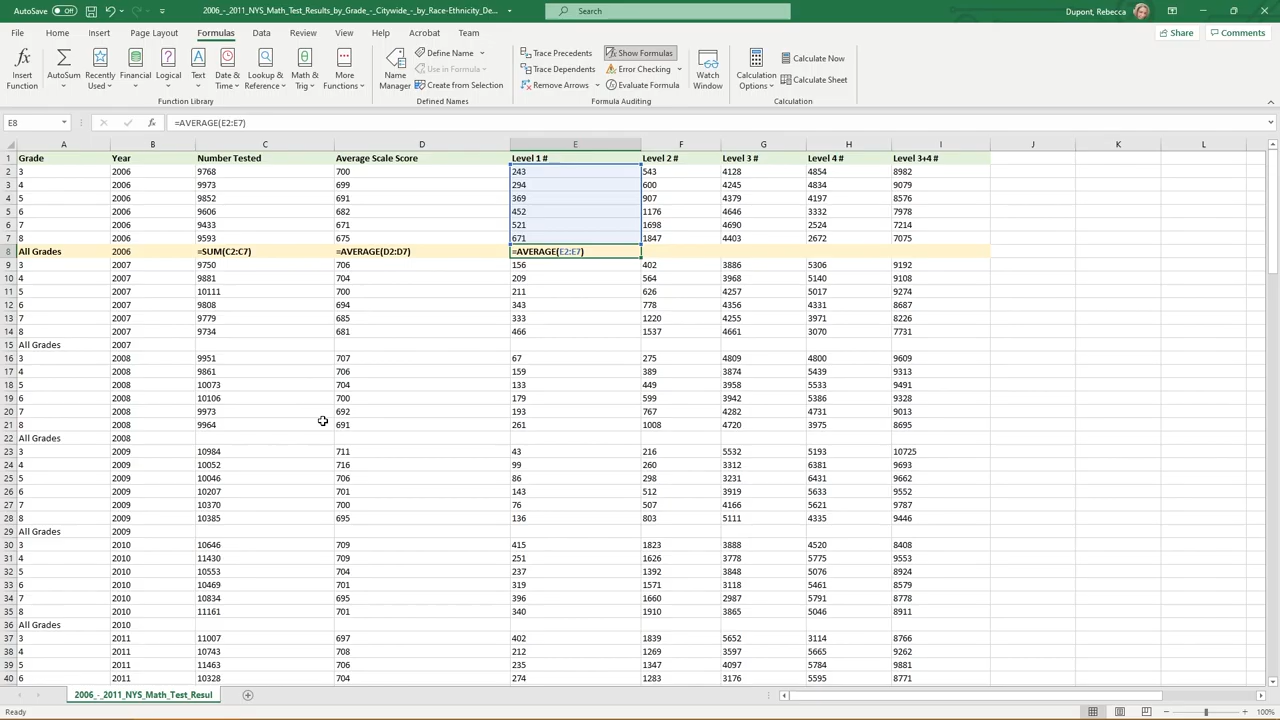 AutoSave Off 2006_-_2011_NYS_Math_Test_Results_by_Grade_-_Citywide_-_by_Race-Ethnicity_De... Search Dupont, Rebecca
File Home Insert Page Layout Formulas Data Review View Help Acrobat Team Share Comments
Insert Function AutoSum Recently Used Financial Logical Text Date & Time Lookup & Reference Math & Trig More Functions
Function Library
Name Manager Define Name Use in Formula Create from Selection
Defined Names
Trace Precedents Trace Dependents Remove Arrows Show Formulas Error Checking Evaluate Formula
Formula Auditing
Watch Window
Calculation Options Calculate Now Calculate Sheet
Calculation
E8 fx =AVERAGE(E2:E7)
A B C D E F G H I J K L
1 Grade Year Number Tested Average Scale Score Level 1 # Level 2 # Level 3 # Level 4 # Level 3+4 #
2 3 2006 9768 700 243 543 4128 4854 8982
3 4 2006 9973 699 294 600 4245 4834 9079
4 5 2006 9852 691 369 907 4379 4197 8576
5 6 2006 9606 682 452 1176 4646 3332 7978
6 7 2006 9433 671 521 1698 4690 2524 7214
7 8 2006 9593 675 671 1847 4403 2672 7075
8 All Grades 2006 =SUM(C2:C7) =AVERAGE(D2:D7) =AVERAGE(E2:E7)
9 3 2007 9750 706 156 402 3886 5306 9192
10 4 2007 9881 704 209 564 3968 5140 9108
11 5 2007 10111 700 211 626 4257 5017 9274
12 6 2007 9808 694 343 778 4356 4331 8687
13 7 2007 9779 685 333 1220 4255 3971 8226
14 8 2007 9734 681 466 1537 4661 3070 7731
15 All Grades 2007
16 3 2008 9951 707 67 275 4809 4800 9609
17 4 2008 9861 706 159 389 3874 5439 9313
18 5 2008 10073 704 133 449 3958 5533 9491
19 6 2008 10106 700 179 599 3942 5386 9328
20 7 2008 9973 692 193 767 4282 4731 9013
21 8 2008 9964 691 261 1008 4720 3975 8695
22 All Grades 2008
23 3 2009 10984 711 43 216 5532 5193 10725
24 4 2009 10052 716 99 260 3312 6381 9693
25 5 2009 10046 706 86 298 3231 6431 9662
26 6 2009 10207 701 143 512 3919 5633 9552
27 7 2009 10370 700 76 507 4166 5621 9787
28 8 2009 10385 695 136 803 5111 4335 9446
29 All Grades 2009
30 3 2010 10646 709 415 1823 3888 4520 8408
31 4 2010 11430 709 251 1626 3778 5775 9553
32 5 2010 10553 704 237 1392 3848 5076 8924
33 6 2010 10469 701 319 1571 3118 5461 8579
34 7 2010 10834 695 396 1660 2987 5791 8778
35 8 2010 11161 701 340 1910 3865 5046 8911
36 All Grades 2010
37 3 2011 11007 697 402 1839 5652 3114 8766
38 4 2011 10743 708 212 1269 3597 5665 9262
39 5 2011 11463 706 235 1347 4097 5784 9881
40 6 2011 10328 704 274 1283 3176 5595 8771
2006_-_2011_NYS_Math_Test_Resul
Ready 100%